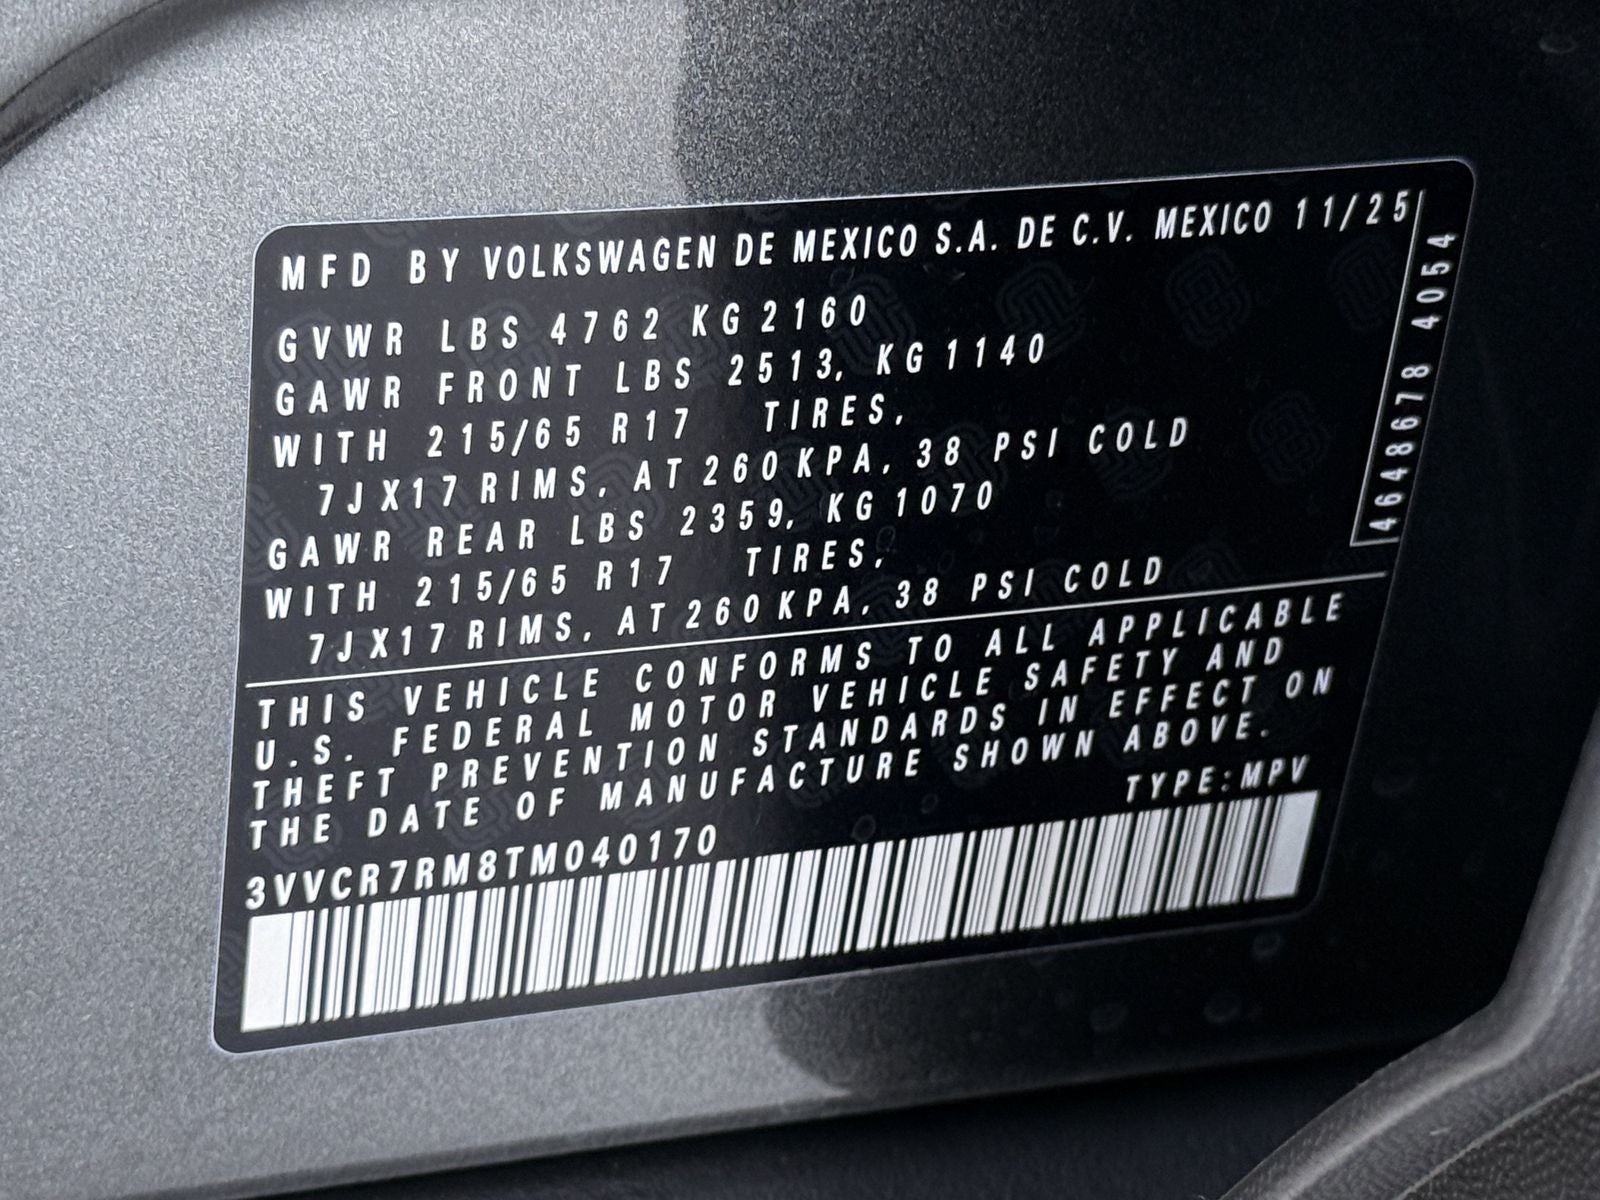 MFD BY VOLKSWAGEN DE MEXICO S.A. DE C.V. MEXICO 11/25
GVWR LBS 4762 KG 2160
GAWR FRONT LBS 2513, KG 1140
WITH 215/65 R17 TIRES,
7JX17 RIMS, AT 260 KPA, 38 PSI COLD
GAWR REAR LBS 2359, KG 1070
WITH 215/65 R17 TIRES,
7JX17 RIMS, AT 260 KPA, 38 PSI COLD
4648678 4054
THIS VEHICLE CONFORMS TO ALL APPLICABLE
U.S. FEDERAL MOTOR VEHICLE SAFETY AND
THEFT PREVENTION STANDARDS IN EFFECT ON
THE DATE OF MANUFACTURE SHOWN ABOVE.
TYPE:MPV
3VVCR7RM8TM040170